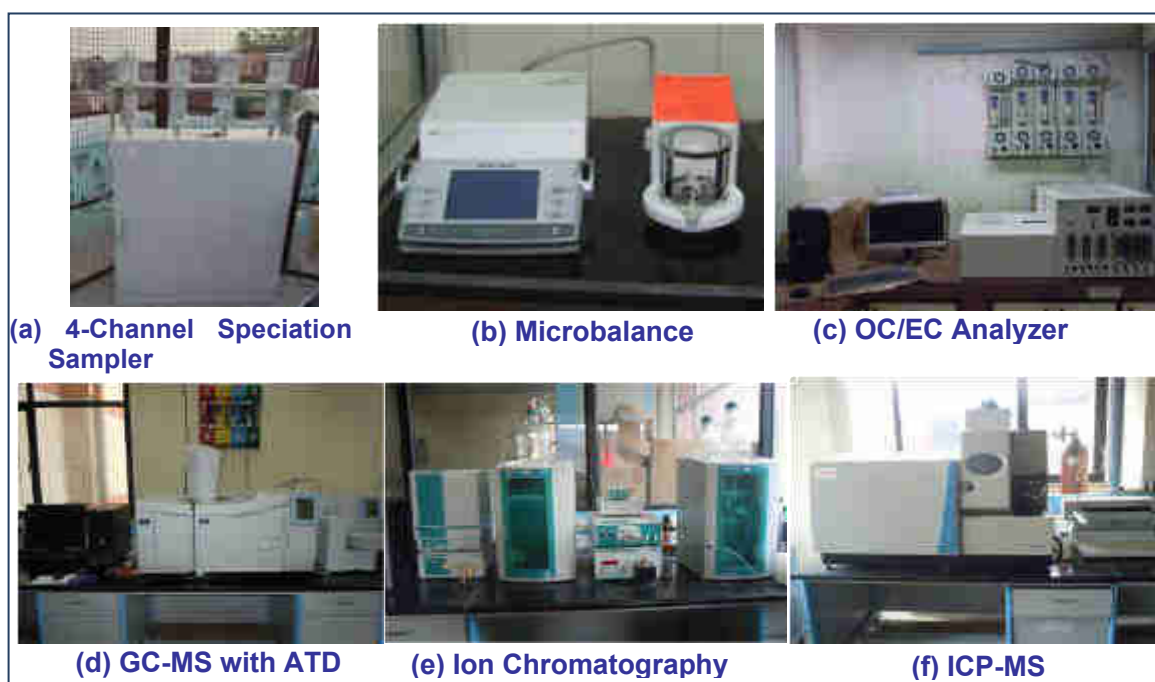 (a) 4-Channel Speciation
Sampler
(b) Microbalance
(c) OC/EC Analyzer
(d) GC-MS with ATD
(e) Ion Chromatography
(f) ICP-MS